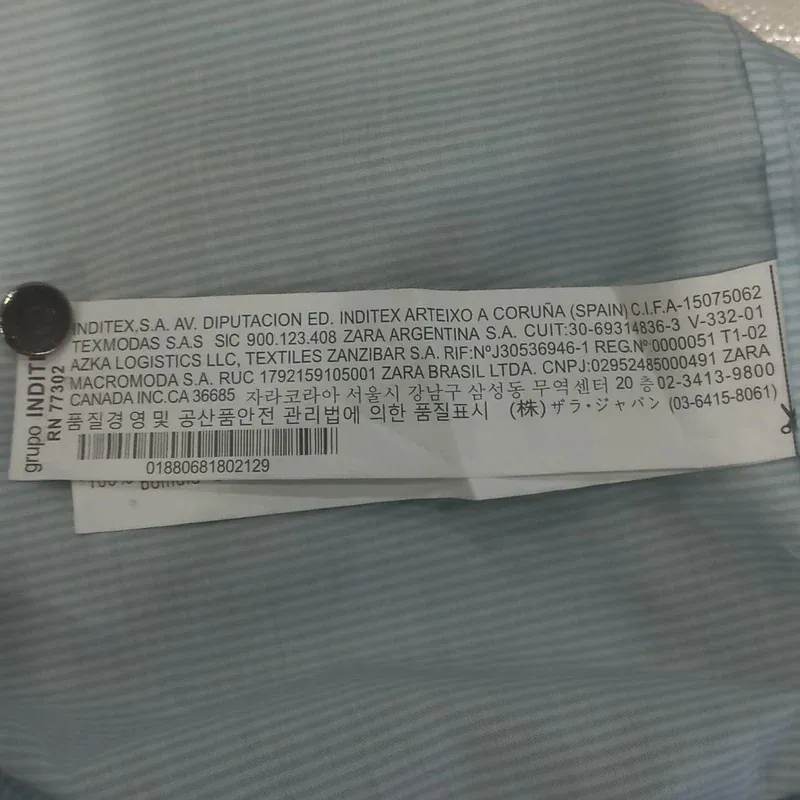 INDITEX,S.A. AV. DIPUTACION ED. INDITEX ARTEIXO A CORUÑA (SPAIN) C.I.F.A-15075062
TEXMODAS S.A.S SIC 900.123.408 ZARA ARGENTINA S.A. CUIT:30-69314836-3 V-332-01
AZKA LOGISTICS LLC, TEXTILES ZANZIBAR S.A. RIF:NºJ30536946-1 REG.Nº 0000051 T1-02
MACROMODA S.A. RUC 1792159105001 ZARA BRASIL LTDA. CNPJ:02952485000491 ZARA
CANADA INC.CA 36685 자라코리아 서울시 강남구 삼성동 무역센터 20 층 02-3413-9800
품질경영 및 공산품안전 관리법에 의한 품질표시 (株) ザラ・ジャパン (03-6415-8061)
01880681802129
grupo INDITE
RN 77302
100%